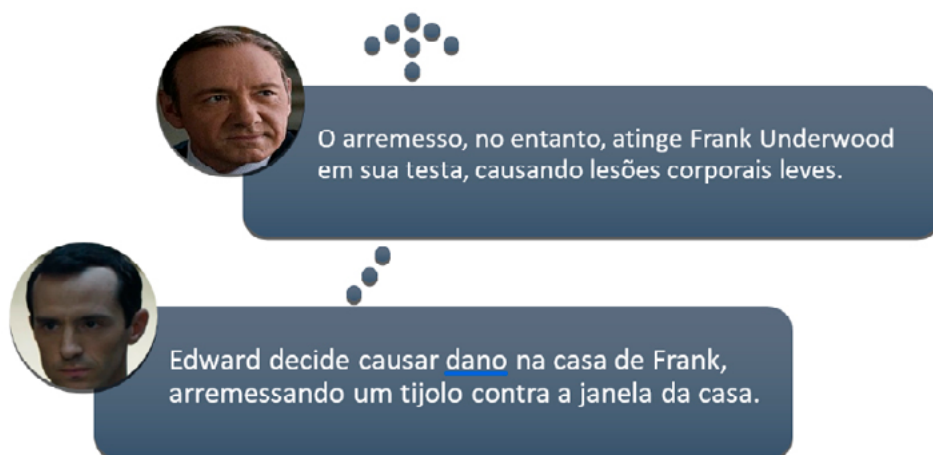 O arremesso, no entanto, atinge Frank Underwood
em sua testa, causando lesões corporais leves.
Edward decide causar dano na casa de Frank,
arremessando um tijolo contra a janela da casa.